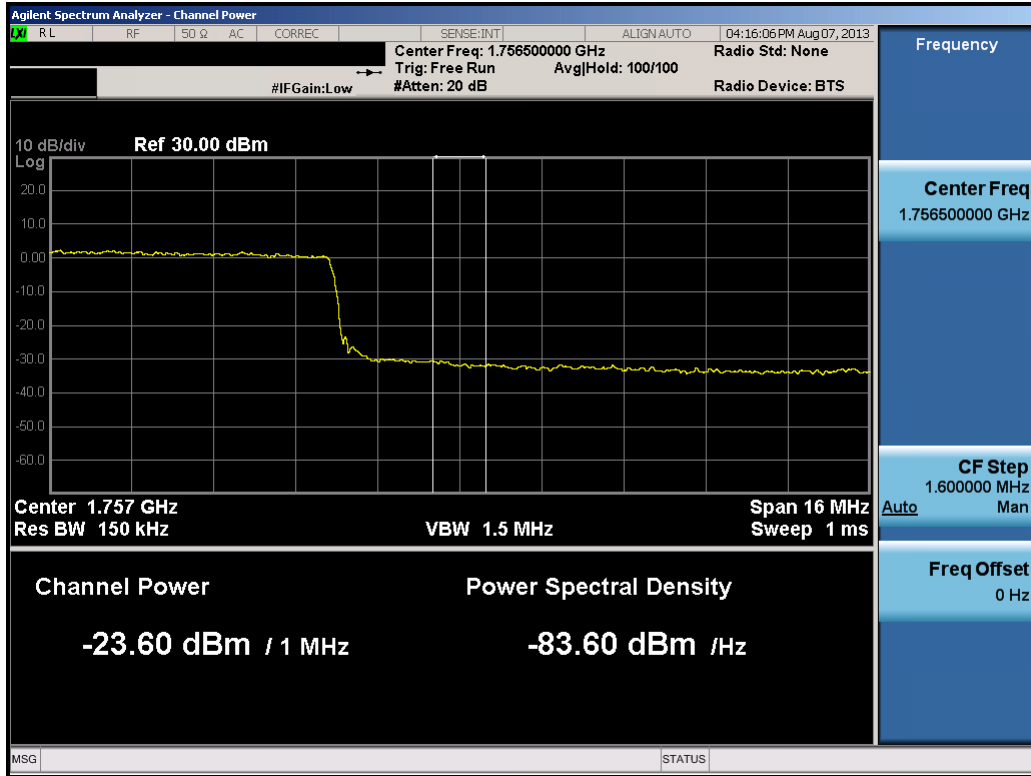 Agilent Spectrum Analyzer - Channel Power
LXI RL RF 50 Ω AC CORREC SENSE:INT ALIGN AUTO 04:16:06 PM Aug 07, 2013
Center Freq: 1.756500000 GHz Radio Std: None
Trig: Free Run Avg|Hold: 100/100
#IFGain:Low #Atten: 20 dB Radio Device: BTS
10 dB/div Ref 30.00 dBm
Log
20.0
10.0
0.00
-10.0
-20.0
-30.0
-40.0
-50.0
-60.0
Center 1.757 GHz Span 16 MHz
Res BW 150 kHz VBW 1.5 MHz Sweep 1 ms
Channel Power Power Spectral Density
-23.60 dBm / 1 MHz -83.60 dBm /Hz
MSG STATUS
Frequency
Center Freq
1.756500000 GHz
CF Step
1.600000 MHz
Auto Man
Freq Offset
0 Hz